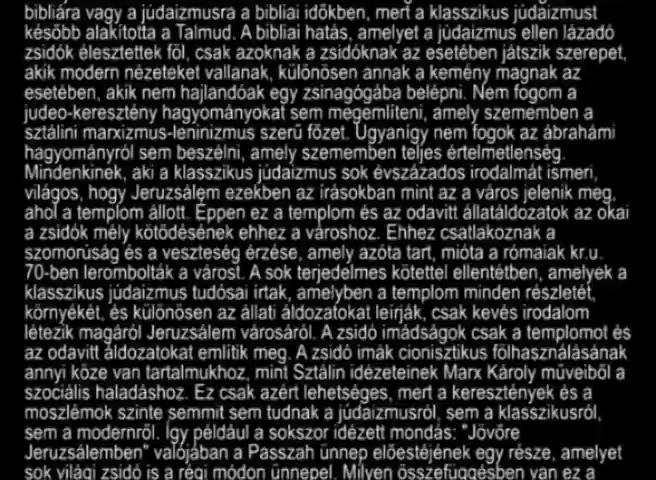 bibliára vagy a júdaizmusra a bibliai időkben, mert a klasszikus júdaizmust
később alakította a Talmud. A bibliai hatás, amelyet a júdaizmus ellen lázadó
zsidók élesztettek föl, csak azoknak a zsidóknak az esetében játszik szerepet,
akik modern nézeteket vallanak, különösen annak a kemény magnak az
esetében, akik nem hajlandóak egy zsinagógába belépni. Nem fogom a
judeo-keresztény hagyományokat sem megemlíteni, amely szememben a
sztálini marxizmus-leninizmus szerű főzet. Ugyanígy nem fogok az ábrahámi
hagyományról sem beszélni, amely szememben teljes értelmetlenség.
Mindenkinek, aki a klasszikus júdaizmus sok évszázados irodalmát ismeri,
világos, hogy Jeruzsálem ezekben az írásokban mint az a város jelenik meg,
ahol a templom állott. Éppen ez a templom és az odavitt állatáldozatok az okai
a zsidók mély kötődésének ehhez a városhoz. Ehhez csatlakoznak a
szomorúság és a veszteség érzése, amely azóta tart, mióta a rómaiak kr.u.
70-ben lerombolták a várost. A sok terjedelmes kötettel ellentétben, amelyek a
klasszikus júdaizmus tudósai írtak, amelyben a templom minden részletét,
környékét, és különösen az állati áldozatokat leírják, csak kevés irodalom
létezik magáról Jeruzsálem városáról. A zsidó imádságok csak a templomot és
az odavitt áldozatokat említik meg. A zsidó imák cionisztikus fölhasználásának
annyi köze van tartalmukhoz, mint Sztálin idézeteinek Marx Károly műveiből a
szociális haladáshoz. Ez csak azért lehetséges, mert a keresztények és a
moszlémok szinte semmit sem tudnak a júdaizmusról, sem a klasszikusról,
sem a modernről. Így például a sokszor idézett mondás: "Jövőre
Jeruzsálemben" valójában a Passzah ünnep előestéjének egy része, amelyet
sok világi zsidó is a régi módon ünnepel. Milyen összefüggésben van ez a